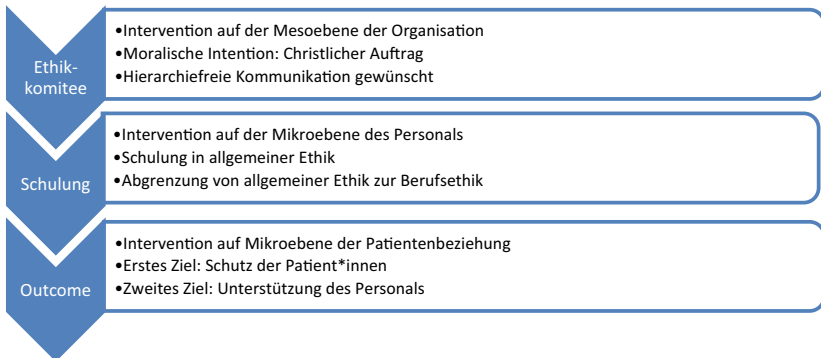 Ethik-
komitee
•Intervention auf der Mesoebene der Organisation
•Moralische Intention: Christlicher Auftrag
•Hierarchiefreie Kommunikation gewünscht
Schulung
•Intervention auf der Mikroebene des Personals
•Schulung in allgemeiner Ethik
•Abgrenzung von allgemeiner Ethik zur Berufsethik
Outcome
•Intervention auf Mikroebene der Patientenbeziehung
•Erstes Ziel: Schutz der Patient*innen
•Zweites Ziel: Unterstützung des Personals